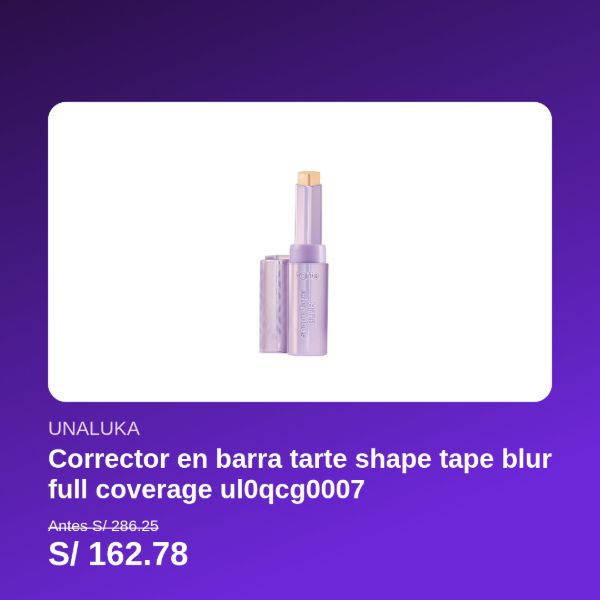 UNALUKA
Corrector en barra tarte shape tape blur
full coverage ul0qcg0007
Antes S/ 286.25
S/ 162.78